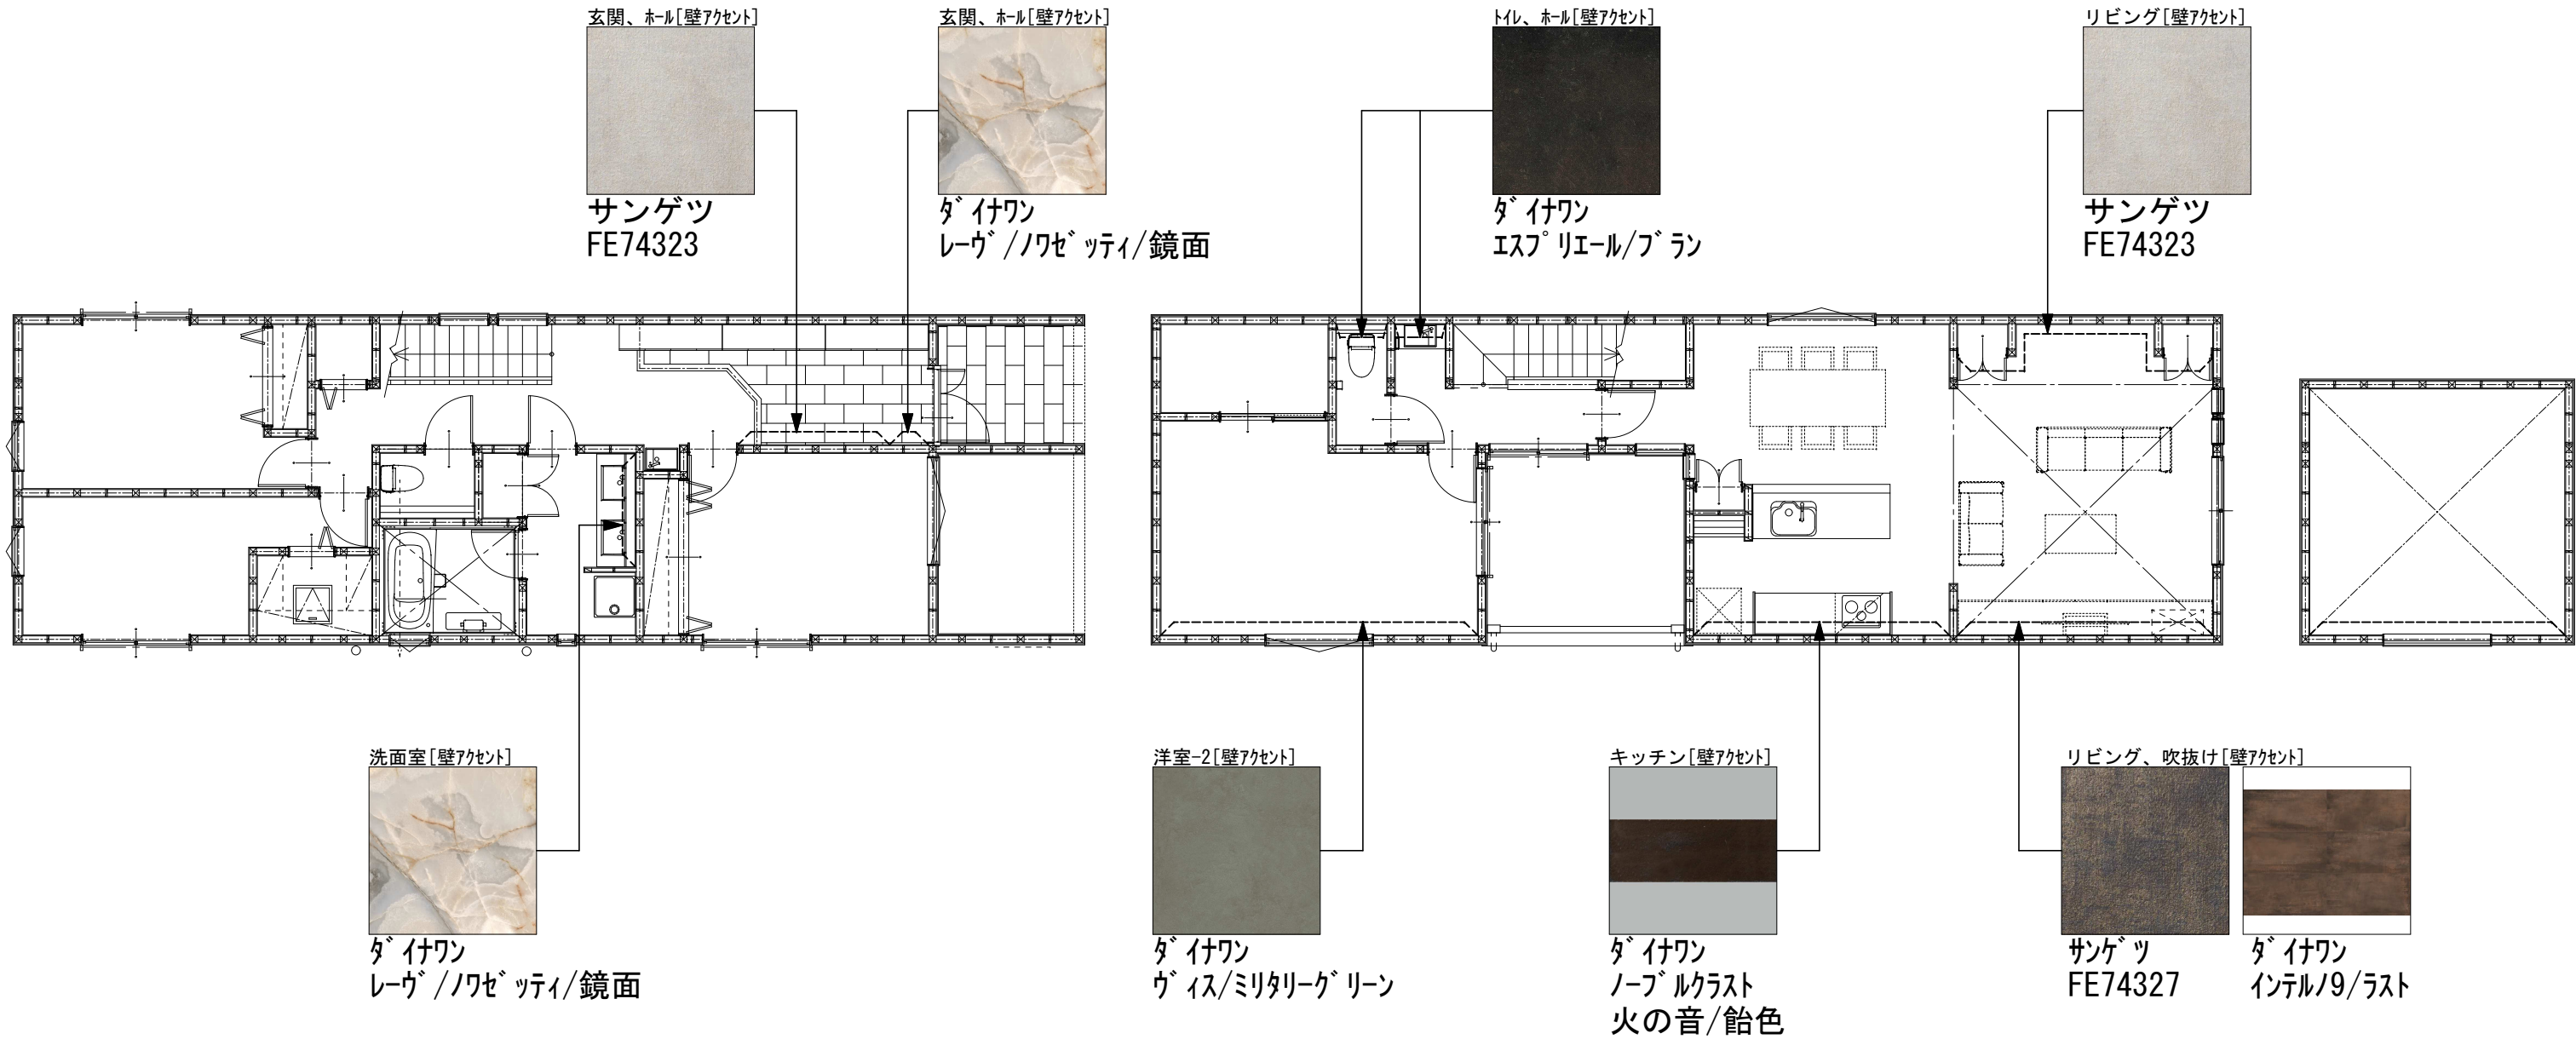 玄関、ﾎｰﾙ[壁ｱｸｾﾝﾄ]
サンゲツ
FE74323
玄関、ﾎｰﾙ[壁ｱｸｾﾝﾄ]
ﾀﾞｲﾅﾜﾝ
ﾚｰｳﾞ/ﾉﾜｾﾞｯﾃｨ/鏡面
ﾄｲﾚ、ﾎｰﾙ[壁ｱｸｾﾝﾄ]
ﾀﾞｲﾅﾜﾝ
ｴｽﾌﾟﾘｴｰﾙ/ﾌﾞﾗﾝ
リビング[壁ｱｸｾﾝﾄ]
サンゲツ
FE74323
洗面室[壁ｱｸｾﾝﾄ]
ﾀﾞｲﾅﾜﾝ
ﾚｰｳﾞ/ﾉﾜｾﾞｯﾃｨ/鏡面
洋室-2[壁ｱｸｾﾝﾄ]
ﾀﾞｲﾅﾜﾝ
ｳﾞｨｽ/ﾐﾘﾀﾘｰｸﾞﾘｰﾝ
キッチン[壁ｱｸｾﾝﾄ]
ﾀﾞｲﾅﾜﾝ
ﾉｰﾌﾞﾙｸﾗｽﾄ
火の音/飴色
リビング、吹抜け[壁ｱｸｾﾝﾄ]
ｻﾝｹﾞﾂ
FE74327
ﾀﾞｲﾅﾜﾝ
ｲﾝﾃﾙﾉ9/ﾗｽﾄ